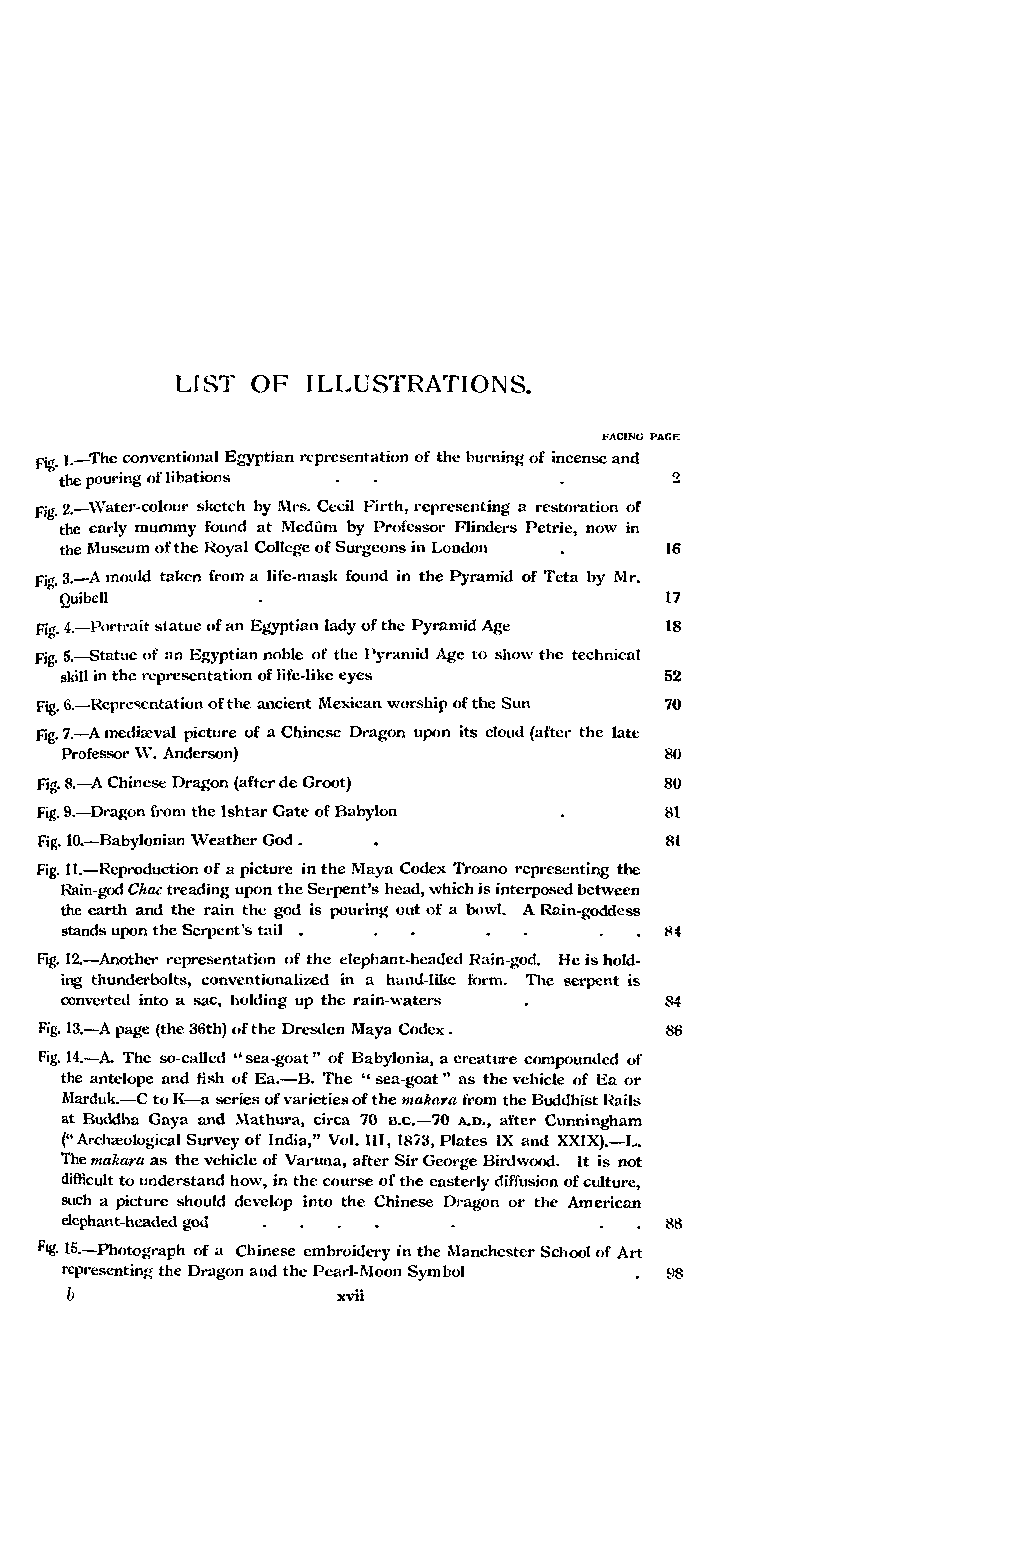 LIST OF ILLUSTRATIONS.
FACING PAGE
Fig. 1.—The conventional Egyptian representation of the burning of incense and
the pouring of libations . . . 2
Fig. 2.—Water-colour sketch by Mrs. Cecil Firth, representing a restoration of
the early mummy found at Medûm by Professor Flinders Petrie, now in
the Museum of the Royal College of Surgeons in London . 16
Fig. 3.—A mould taken from a life-mask found in the Pyramid of Teta by Mr.
Quibell . 17
Fig. 4.—Portrait statue of an Egyptian lady of the Pyramid Age 18
Fig. 5.—Statue of an Egyptian noble of the Pyramid Age to show the technical
skill in the representation of life-like eyes 52
Fig. 6.—Representation of the ancient Mexican worship of the Sun 70
Fig. 7.—A mediæval picture of a Chinese Dragon upon its cloud (after the late
Professor W. Anderson) 80
Fig. 8.—A Chinese Dragon (after de Groot) 80
Fig. 9.—Dragon from the Ishtar Gate of Babylon . 81
Fig. 10.—Babylonian Weather God . . 81
Fig. 11.—Reproduction of a picture in the Maya Codex Troano representing the
Rain-god Chac treading upon the Serpent's head, which is interposed between
the earth and the rain the god is pouring out of a bowl. A Rain-goddess
stands upon the Serpent's tail . . . . . . . 84
Fig. 12.—Another representation of the elephant-headed Rain-god. He is hold-
ing thunderbolts, conventionalized in a hand-like form. The serpent is
converted into a sac, holding up the rain-waters . 84
Fig. 13.—A page (the 36th) of the Dresden Maya Codex . 86
Fig. 14.—A. The so-called "sea-goat" of Babylonia, a creature compounded of
the antelope and fish of Ea.—B. The "sea-goat" as the vehicle of Ea or
Marduk.—C to K—a series of varieties of the makara from the Buddhist Rails
at Buddha Gaya and Mathura, circa 70 B.C.—70 A.D., after Cunningham
("Archæological Survey of India," Vol. III, 1873, Plates IX and XXIX).—L.
The makara as the vehicle of Varuna, after Sir George Birdwood. It is not
difficult to understand how, in the course of the easterly diffusion of culture,
such a picture should develop into the Chinese Dragon or the American
elephant-headed god . . . . . . . 88
Fig. 15.—Photograph of a Chinese embroidery in the Manchester School of Art
representing the Dragon and the Pearl-Moon Symbol . 98
b xvii